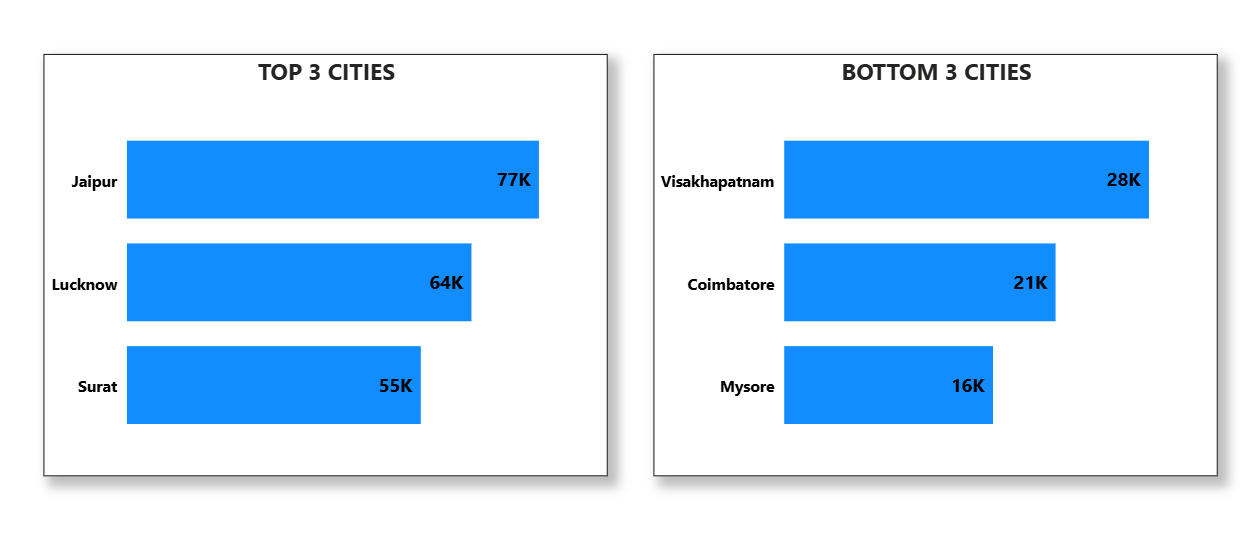 TOP 3 CITIES
Jaipur 77K
Lucknow 64K
Surat 55K
BOTTOM 3 CITIES
Visakhapatnam 28K
Coimbatore 21K
Mysore 16K